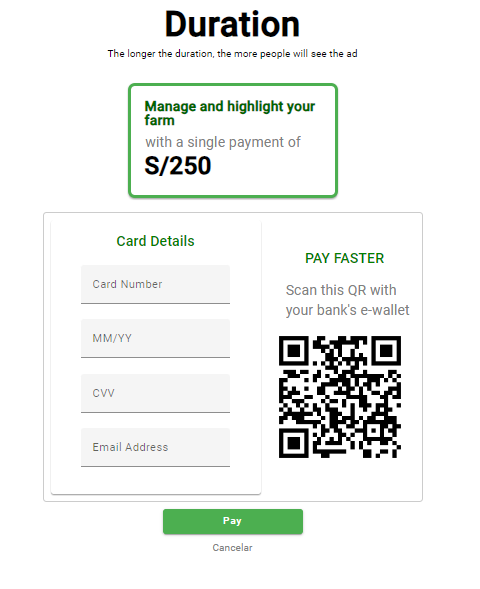 Duration
The longer the duration, the more people will see the ad
Manage and highlight your
farm
with a single payment of
S/250
Card Details
Card Number
MM/YY
CVV
Email Address
PAY FASTER
Scan this QR with
your bank's e-wallet
Pay
Cancelar